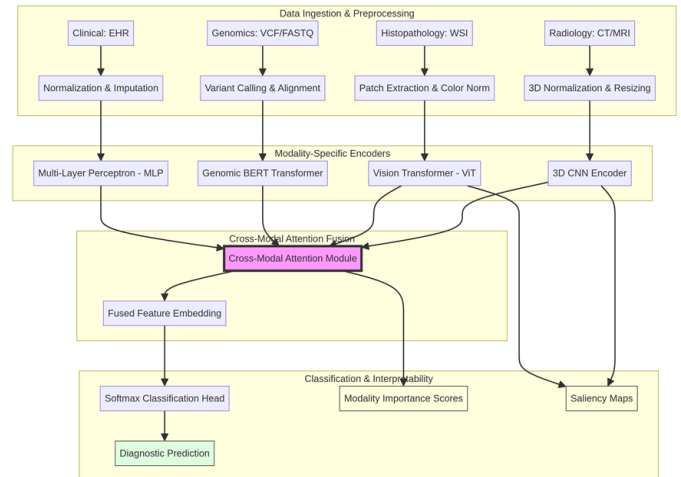 Data Ingestion & Preprocessing
Clinical: EHR
Genomics: VCF/FASTQ
Histopathology: WSI
Radiology: CT/MRI
Normalization & Imputation
Variant Calling & Alignment
Patch Extraction & Color Norm
3D Normalization & Resizing
Modality-Specific Encoders
Multi-Layer Perceptron - MLP
Genomic BERT Transformer
Vision Transformer - ViT
3D CNN Encoder
Cross-Modal Attention Fusion
Cross-Modal Attention Module
Fused Feature Embedding
Classification & Interpretability
Softmax Classification Head
Modality Importance Scores
Saliency Maps
Diagnostic Prediction